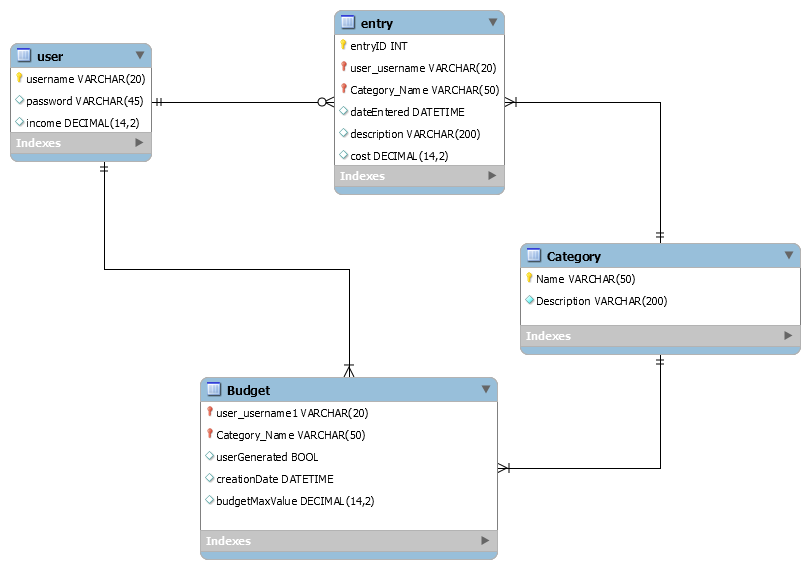 user
username VARCHAR(20)
password VARCHAR(45)
income DECIMAL(14,2)
Indexes
entry
entryID INT
user_username VARCHAR(20)
Category_Name VARCHAR(50)
dateEntered DATETIME
description VARCHAR(200)
cost DECIMAL(14,2)
Indexes
Category
Name VARCHAR(50)
Description VARCHAR(200)
Indexes
Budget
user_username1 VARCHAR(20)
Category_Name VARCHAR(50)
userGenerated BOOL
creationDate DATETIME
budgetMaxValue DECIMAL(14,2)
Indexes